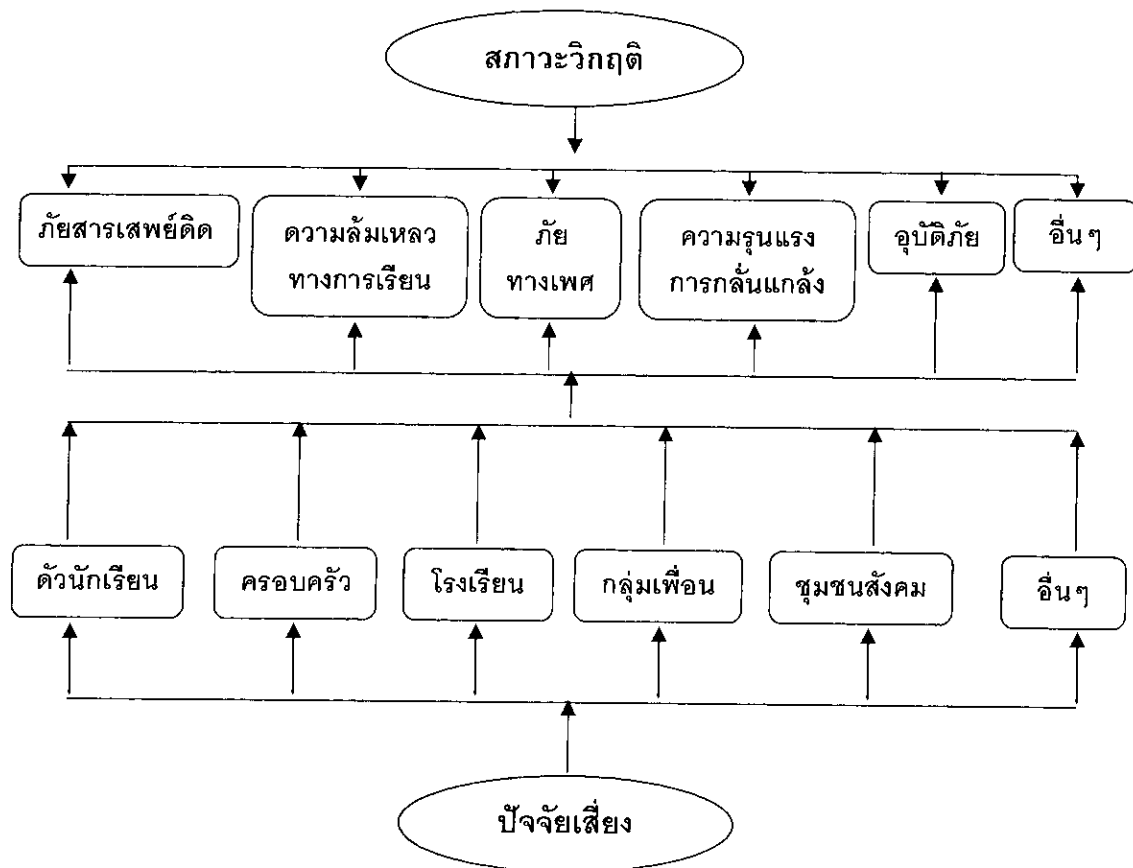 สภาวะวิกฤติ
ภัยสารเสพย์ติด
ความล้มเหลว
ทางการเรียน
ภัย
ทางเพศ
ความรุนแรง
การกลั่นแกล้ง
อุบัติภัย
อื่นๆ
ตัวนักเรียน
ครอบครัว
โรงเรียน
กลุ่มเพื่อน
ชุมชนสังคม
อื่นๆ
ปัจจัยเสี่ยง